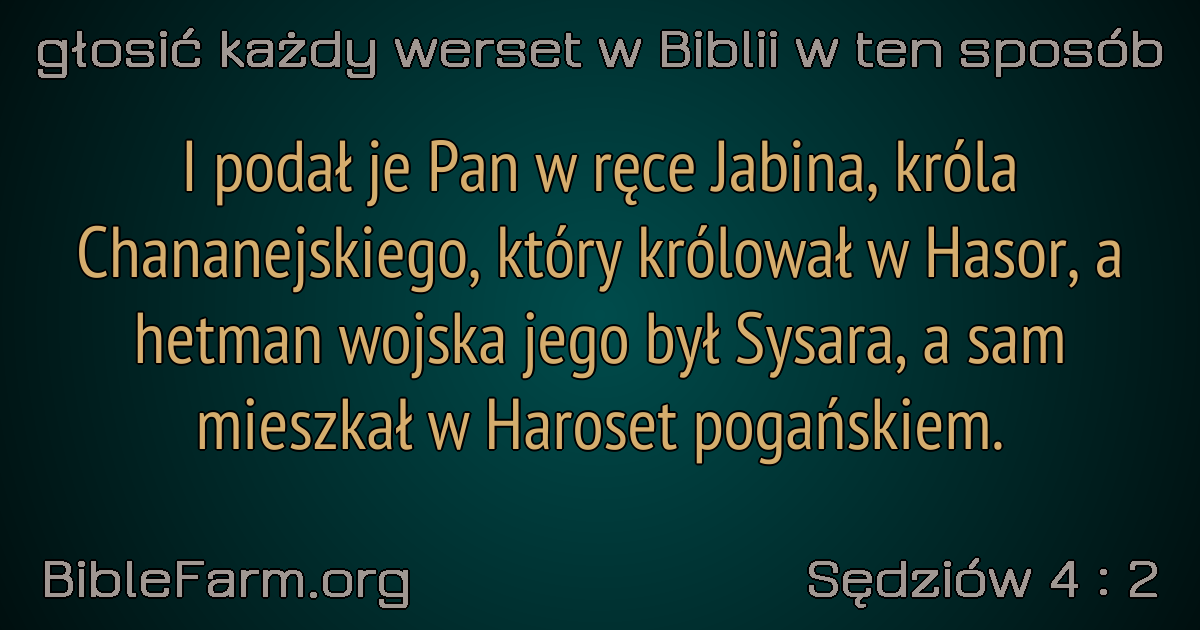 głosić każdy werset w Biblii w ten sposób
I podał je Pan w ręce Jabina, króla
Chananejskiego, który królował w Hasor, a
hetman wojska jego był Sysara, a sam
mieszkał w Haroset pogańskiem.
BibleFarm.org
Sędziów 4 : 2